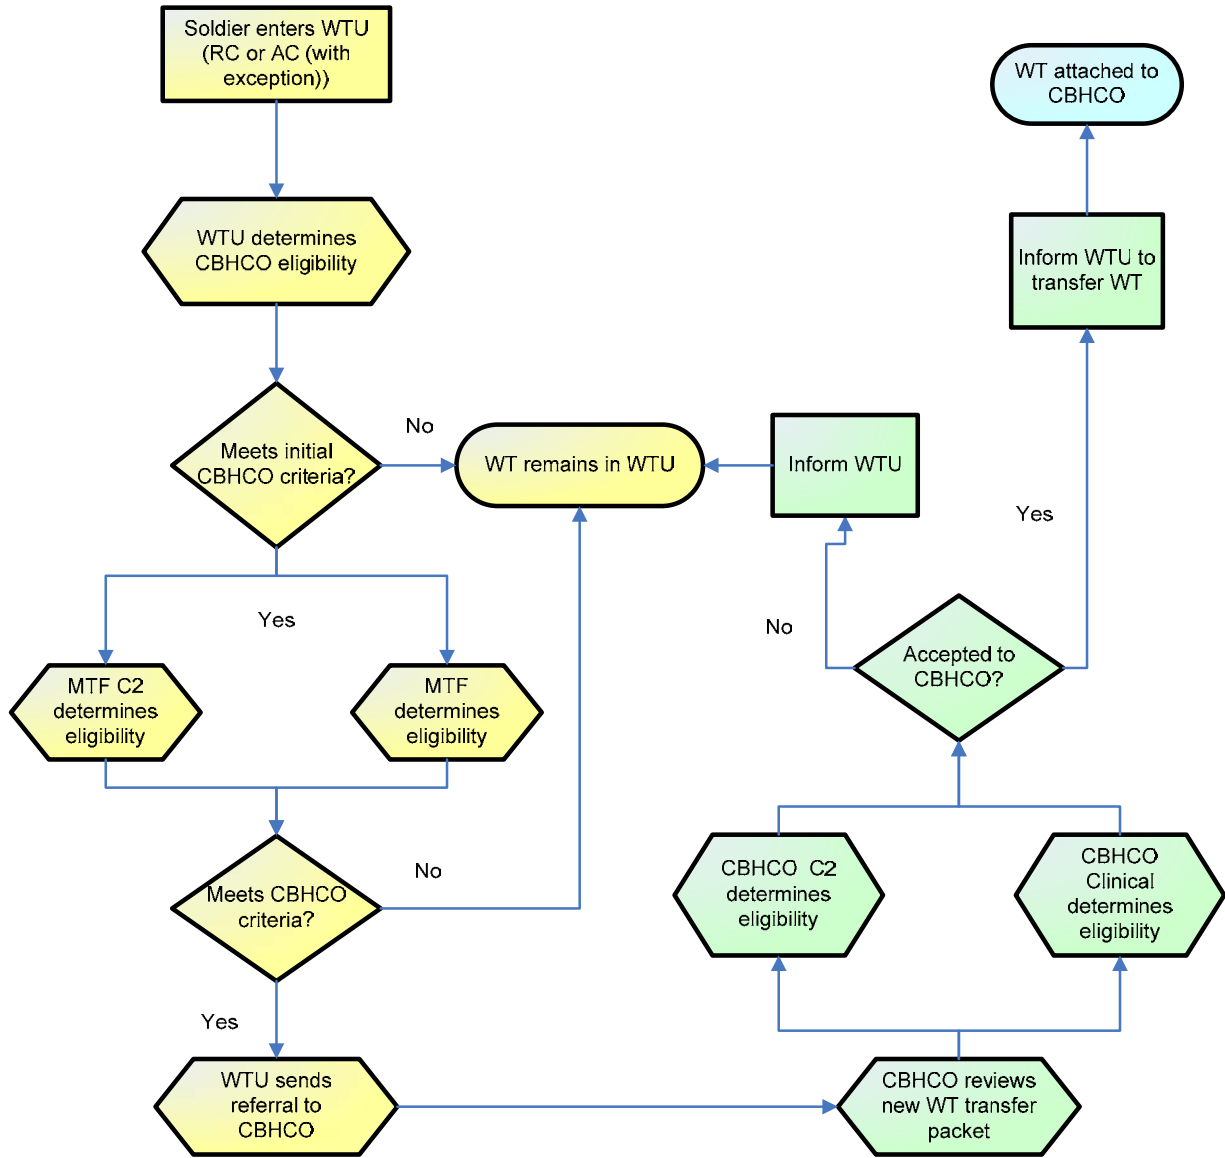 Soldier enters WTU
(RC or AC (with
exception))
WTU determines
CBHCO eligibility
Meets initial
CBHCO criteria?
No
WT remains in WTU
Yes
MTF C2
determines
eligibility
MTF
determines
eligibility
Meets CBHCO
criteria?
No
Yes
WTU sends
referral to
CBHCO
CBHCO reviews
new WT transfer
packet
CBHCO  C2
determines
eligibility
CBHCO
Clinical
determines
eligibility
Accepted to
CBHCO?
No
Inform WTU
Yes
Inform WTU to
transfer WT
WT attached to
CBHCO